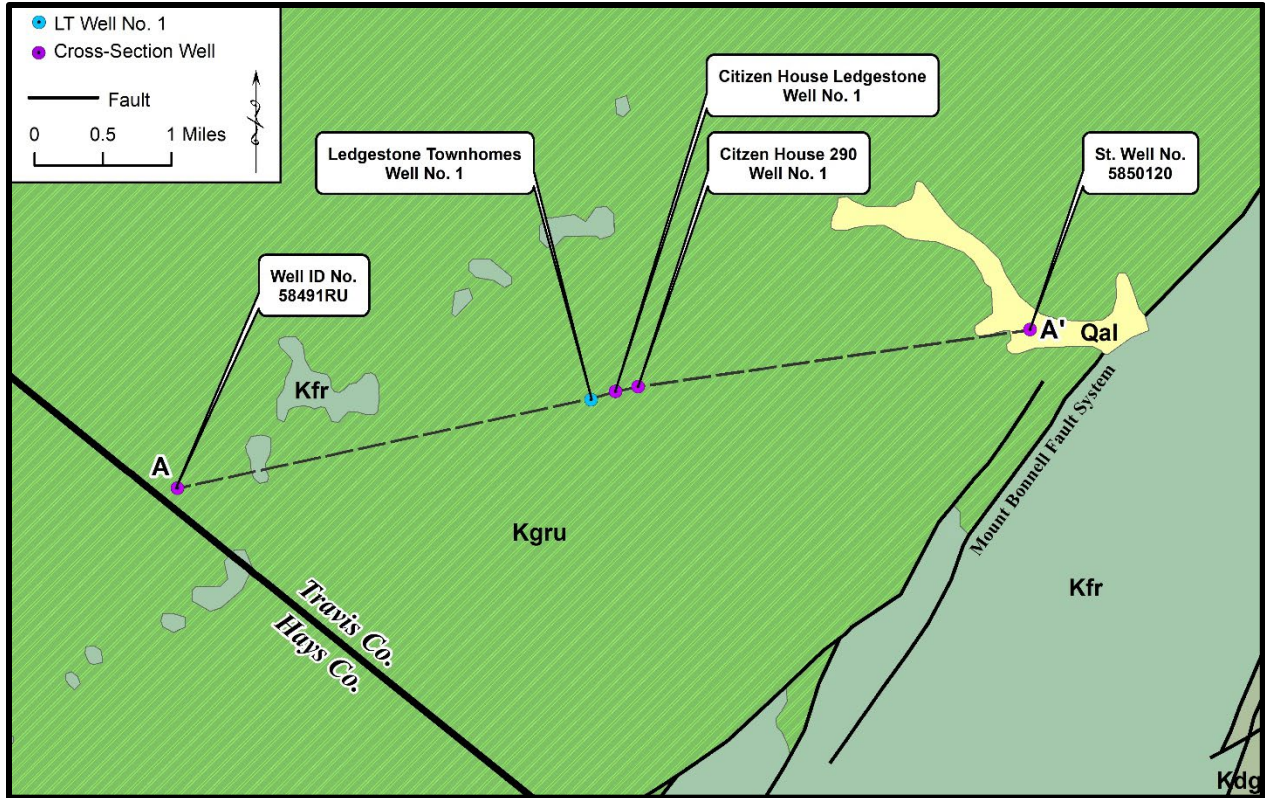 LT Well No. 1
Cross-Section Well
Fault
0 0.5 1 Miles
Citizen House Ledgestone
Well No. 1
Ledgestone Townhomes
Well No. 1
Citzen House 290
Well No. 1
St. Well No.
5850120
Well ID No.
58491RU
A'
Qal
Kfr
A
Mount Bonnell Fault System
Kgru
Kfr
Travis Co.
Hays Co.
Kdg